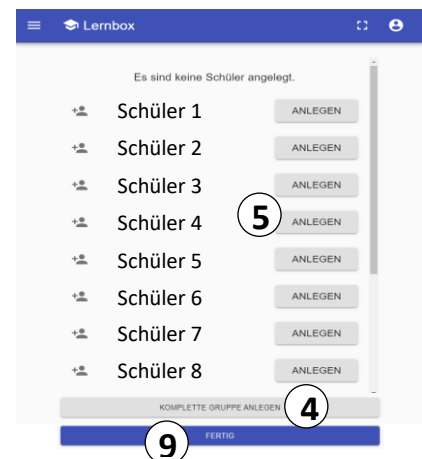 Lernbox
Es sind keine Schüler angelegt.
Schüler 1 ANLEGEN
Schüler 2 ANLEGEN
Schüler 3 ANLEGEN
Schüler 4 5 ANLEGEN
Schüler 5 ANLEGEN
Schüler 6 ANLEGEN
Schüler 7 ANLEGEN
Schüler 8 ANLEGEN
KOMPLETTE GRUPPE ANLEGEN 4
9 FERTIG